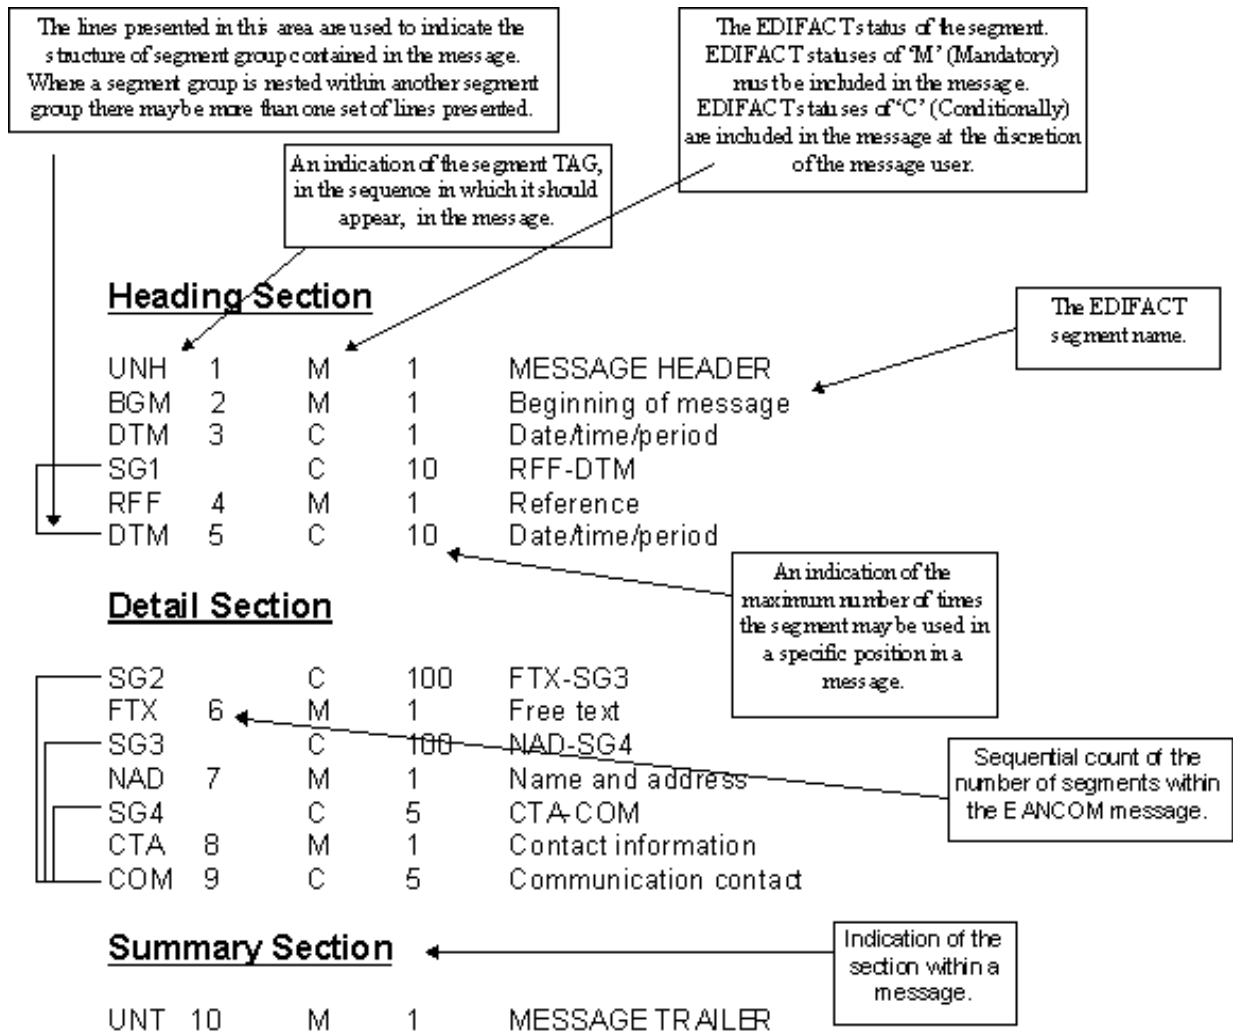 The lines presented in this area are used to indicate the
structure of segment group contained in the message.
Where a segment group is nested within another segment
group there may be more than one set of lines presented.
The EDIFACT status of the segment.
EDIFACT statuses of 'M' (Mandatory)
must be included in the message.
EDIFACT statuses of 'C' (Conditionally)
are included in the message at the discretion
of the message user.
An indication of the segment TAG,
in the sequence in which it should
appear, in the message.
Heading Section
The EDIFACT
segment name.
UNH 1 M 1 MESSAGE HEADER
BGM 2 M 1 Beginning of message
DTM 3 C 1 Date/time/period
SG1 C 10 RFF-DTM
RFF 4 M 1 Reference
DTM 5 C 10 Date/time/period
An indication of the
maximum number of times
the segment may be used in
a specific position in a
message.
Detail Section
SG2 C 100 FTX-SG3
FTX 6 M 1 Free text
SG3 C 100 NAD-SG4
NAD 7 M 1 Name and address
SG4 C 5 CTA-COM
CTA 8 M 1 Contact information
COM 9 C 5 Communication contact
Sequential count of the
number of segments within
the EANCOM message.
Summary Section
Indication of the
section within a
message.
UNT 10 M 1 MESSAGE TRAILER